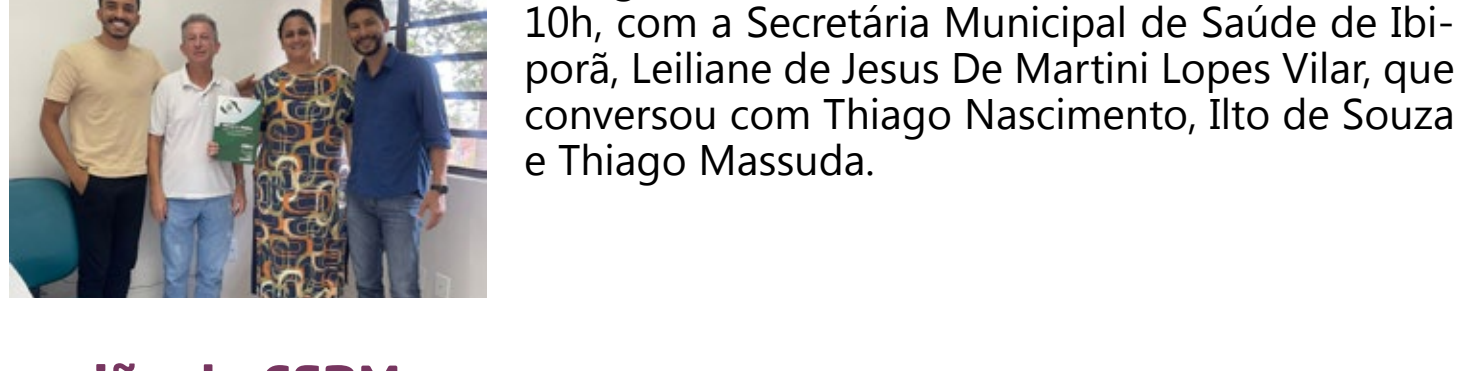 10h, com a Secretária Municipal de Saúde de Ibi-
porã, Leiliane de Jesus De Martini Lopes Vilar, que
conversou com Thiago Nascimento, Ilto de Souza
e Thiago Massuda.